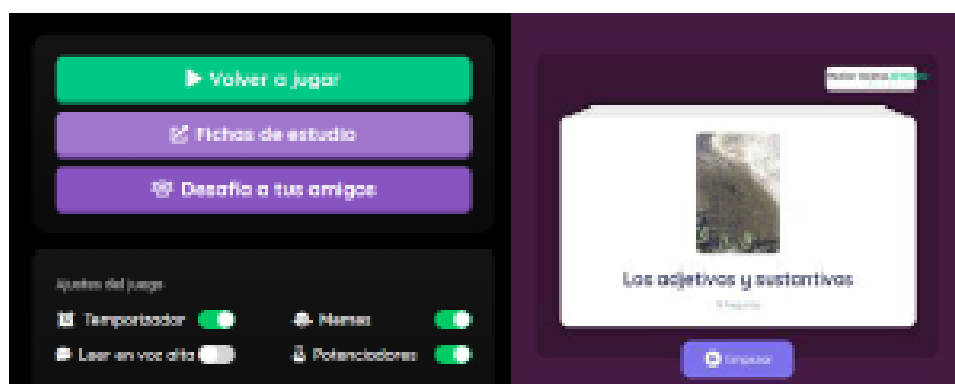 Volver a jugar
Fichas de estudio
Desafía a tus amigos
Ajustes del juego
Temporizador
Memes
Leer en voz alta
Potenciadores
Los adjetivos y sustantivos
Empezar